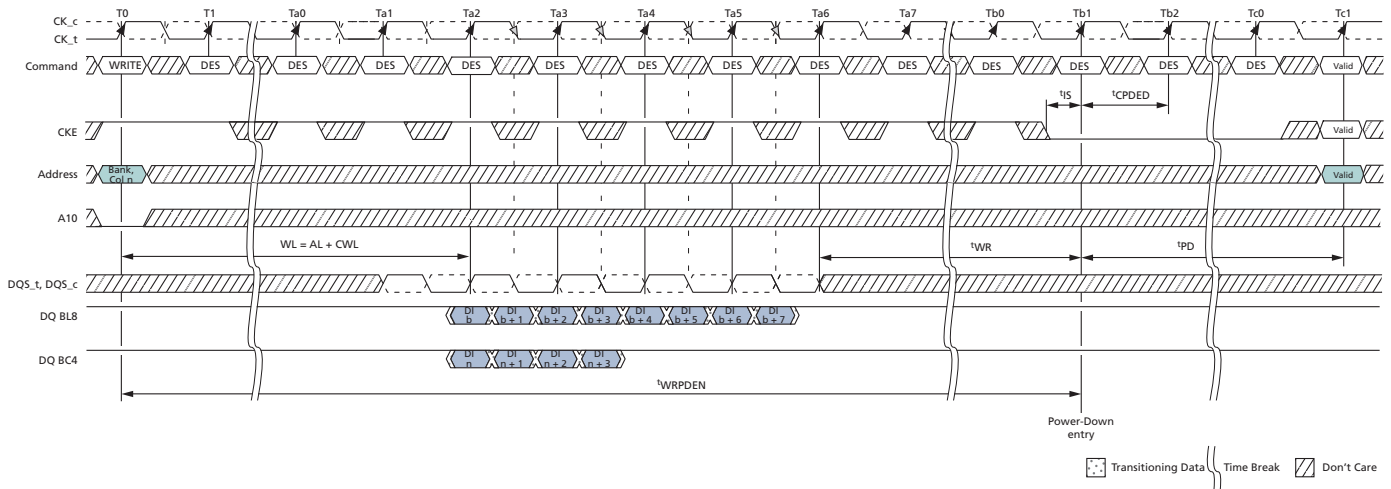 T0 T1 Ta0 Ta1 Ta2 Ta3 Ta4 Ta5 Ta6 Ta7 Tb0 Tb1 Tb2 Tc0 Tc1
CK_c
CK_t
Command WRITE DES DES DES DES DES DES DES DES DES DES DES DES DES Valid
tIS tCPDED
CKE Valid
Address Bank, Col n Valid
A10
WL = AL + CWL tWR tPD
DQS_t, DQS_c
DQ BL8 DI b DI b + 1 DI b + 2 DI b + 3 DI b + 4 DI b + 5 DI b + 6 DI b + 7
DQ BC4 DI n DI n + 1 DI n + 2 DI n + 3
tWRPDEN
Power-Down
entry
Transitioning Data Time Break Don't Care